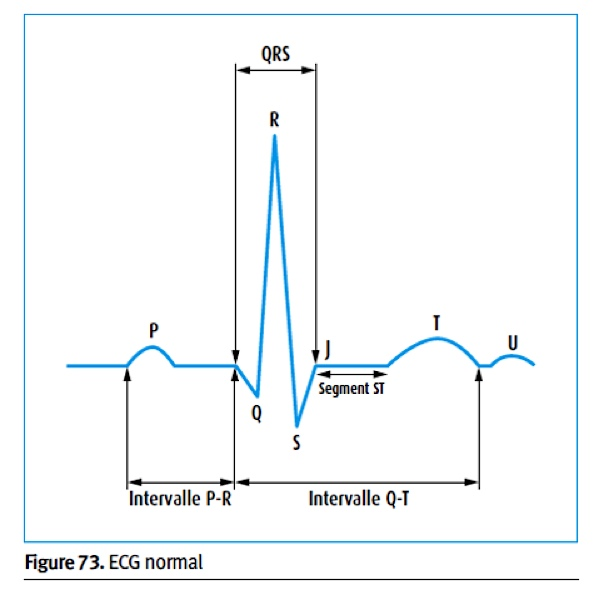 QRS
R
P
J
T
U
Segment ST
Q
S
Intervalle P-R
Intervalle Q-T
Figure 73. ECG normal